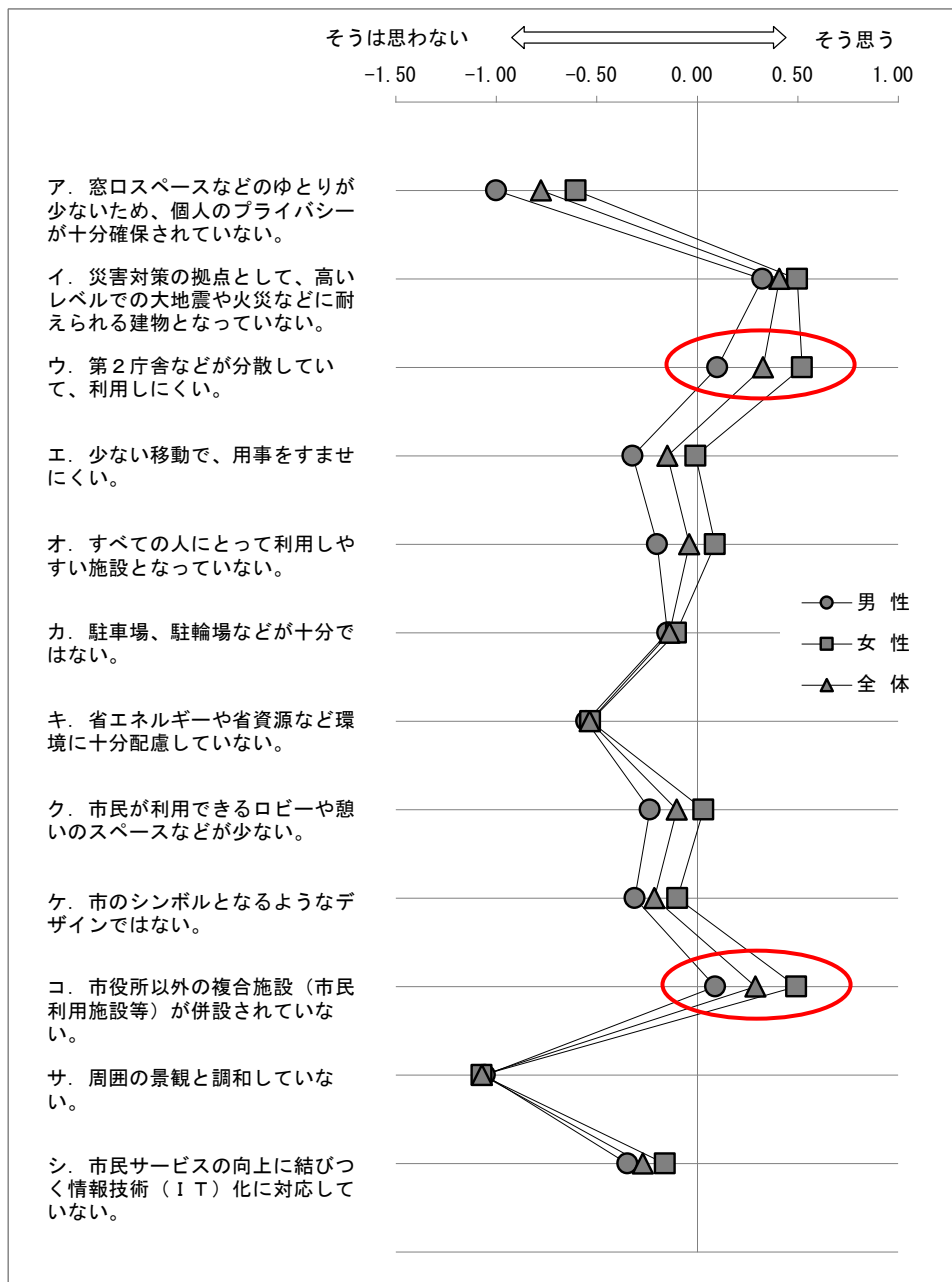 そうは思わない そう思う
-1.50 -1.00 -0.50 0.00 0.50 1.00
ア．窓口スペースなどのゆとりが
少ないため、個人のプライバシー
が十分確保されていない。
イ．災害対策の拠点として、高い
レベルでの大地震や火災などに耐
えられる建物となっていない。
ウ．第２庁舎などが分散してい
て、利用しにくい。
エ．少ない移動で、用事をすませ
にくい。
オ．すべての人にとって利用しや
すい施設となっていない。
カ．駐車場、駐輪場などが十分で
はない。
キ．省エネルギーや省資源など環
境に十分配慮していない。
ク．市民が利用できるロビーや憩
いのスペースなどが少ない。
ケ．市のシンボルとなるようなデ
ザインではない。
コ．市役所以外の複合施設（市民
利用施設等）が併設されていな
い。
サ．周囲の景観と調和していな
い。
シ．市民サービスの向上に結びつ
く情報技術（ＩＴ）化に対応して
いない。
男 性
女 性
全 体